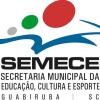 SEMECE
SECRETARIA MUNICIPAL DA
EDUCAÇÃO, CULTURA E ESPORTE
GUABIRUBA | SC